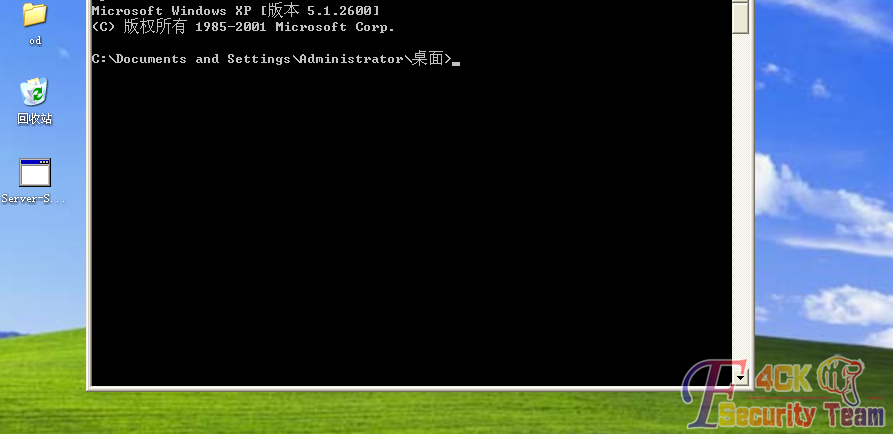 Microsoft Windows XP [版本 5.1.2600]
(C) 版权所有 1985-2001 Microsoft Corp.
C:\Documents and Settings\Administrator\桌面>
od
回收站
Server-S...
F4CK
Security Team